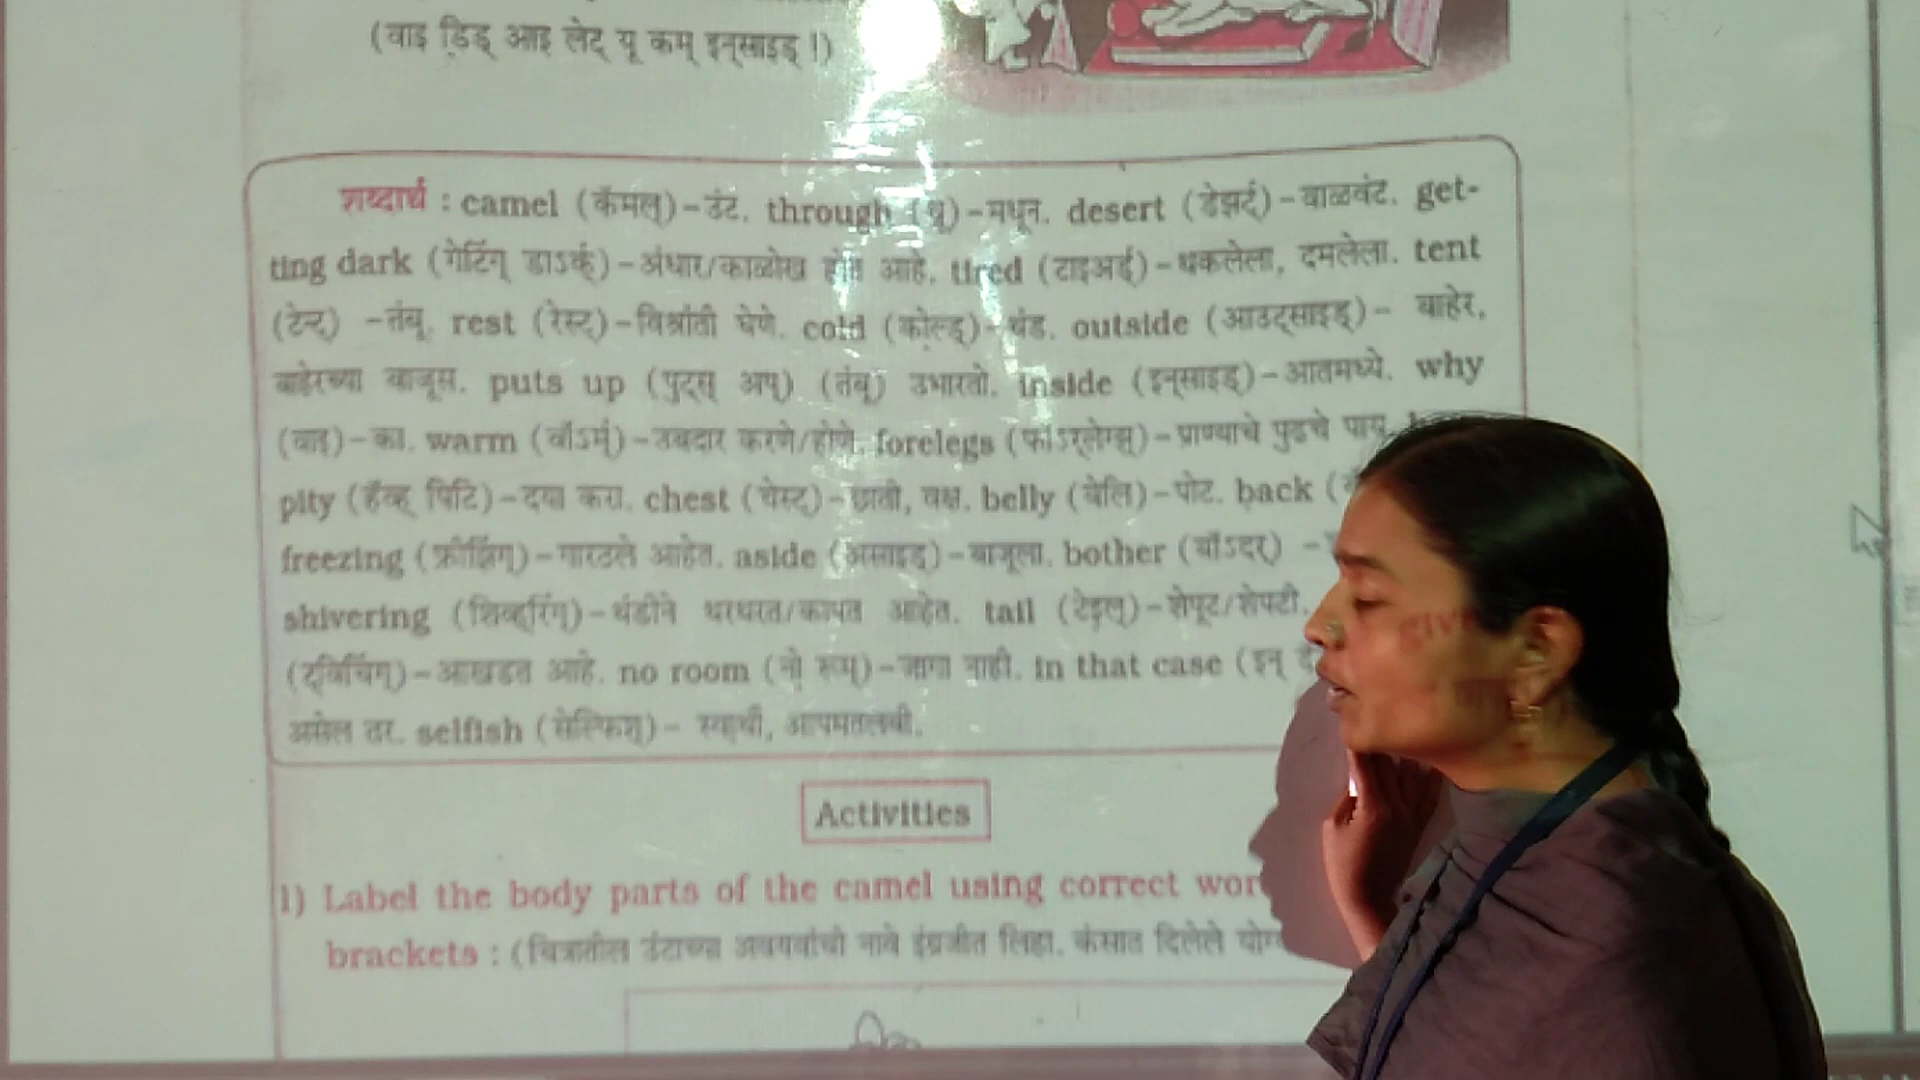 (वाइ डिड् आइ लेट् यू कम् इन्साइड् !)
शब्दार्थ : camel (कॅमल्)-उंट. through (थ्रू)-मधून. desert (डेझर्ट्)-वाळवंट. get-
ting dark (गेटिंग् डाऽर्क्)-अंधार/काळोख होत आहे. tired (टाइअर्ड्)-थकलेला, दमलेला. tent
(टेन्ट्) -तंबू. rest (रेस्ट्)-विश्रांती घेणे. cold (कोल्ड्)-थंड. outside (आउट्साइड्)- बाहेर,
बाहेरच्या बाजूस. puts up (पुट्स् अप्) (तंबू) उभारतो. inside (इन्साइड्)-आतमध्ये. why
(वाइ)-का. warm (वॉऽर्म्)-उबदार करणे/होणे. forelegs (फोऽर्लेग्स्)-प्राण्याचे पुढचे पाय.
pity (हॅव्ह् पिटि)-दया करा. chest (चेस्ट्)-छाती, वक्ष. belly (बेलि)-पोट. back
freezing (फ्रीझिंग्)-गारठले आहेत. aside (असाइड्)-बाजूला. bother (बॉऽदर्) -
shivering (शिव्हरिंग्)-थंडीने थरथरत/कापत आहेत. tail (टेइल्)-शेपूट/शेपटी.
(ट्विचिंग्)-आखडत आहे. no room (नो रूम्)-जागा नाही. in that case (इन्
असेल तर. selfish (सेल्फिश्)- स्वार्थी, आपमतलबी.
Activities
1) Label the body parts of the camel using correct
brackets : (चित्रातील उंटाच्या अवयवांची नावे इंग्रजीत लिहा. कंसात दिलेले